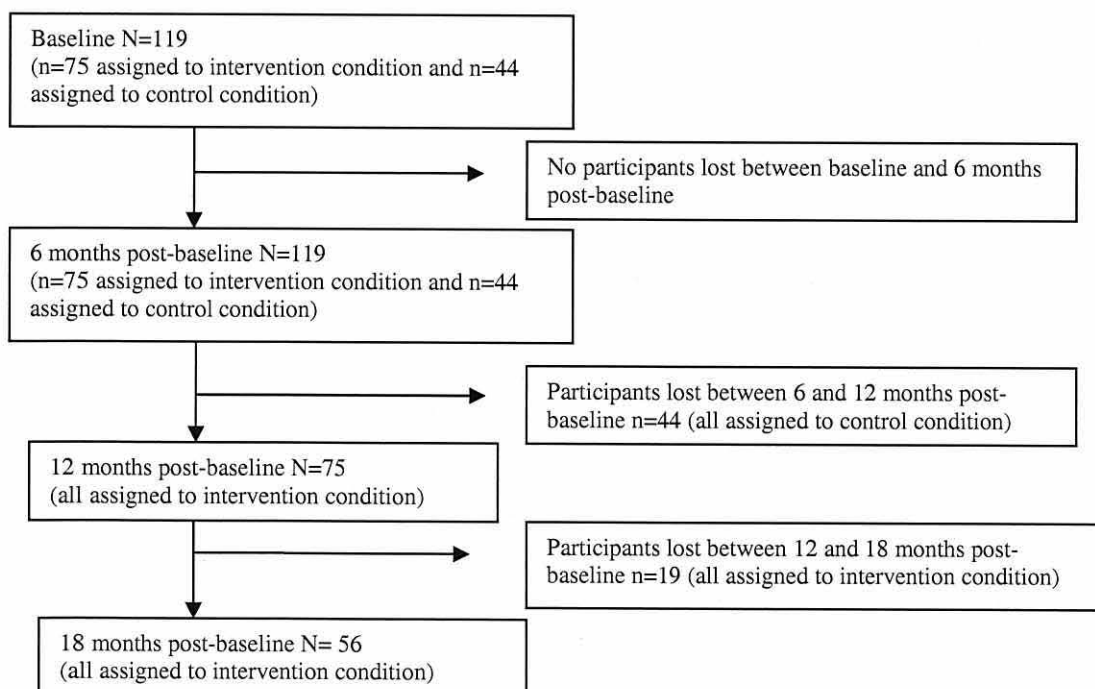 Baseline N=119
(n=75 assigned to intervention condition and n=44
assigned to control condition)
No participants lost between baseline and 6 months
post-baseline
6 months post-baseline N=119
(n=75 assigned to intervention condition and n=44
assigned to control condition)
Participants lost between 6 and 12 months post-
baseline n=44 (all assigned to control condition)
12 months post-baseline N=75
(all assigned to intervention condition)
Participants lost between 12 and 18 months post-
baseline n=19 (all assigned to intervention condition)
18 months post-baseline N= 56
(all assigned to intervention condition)